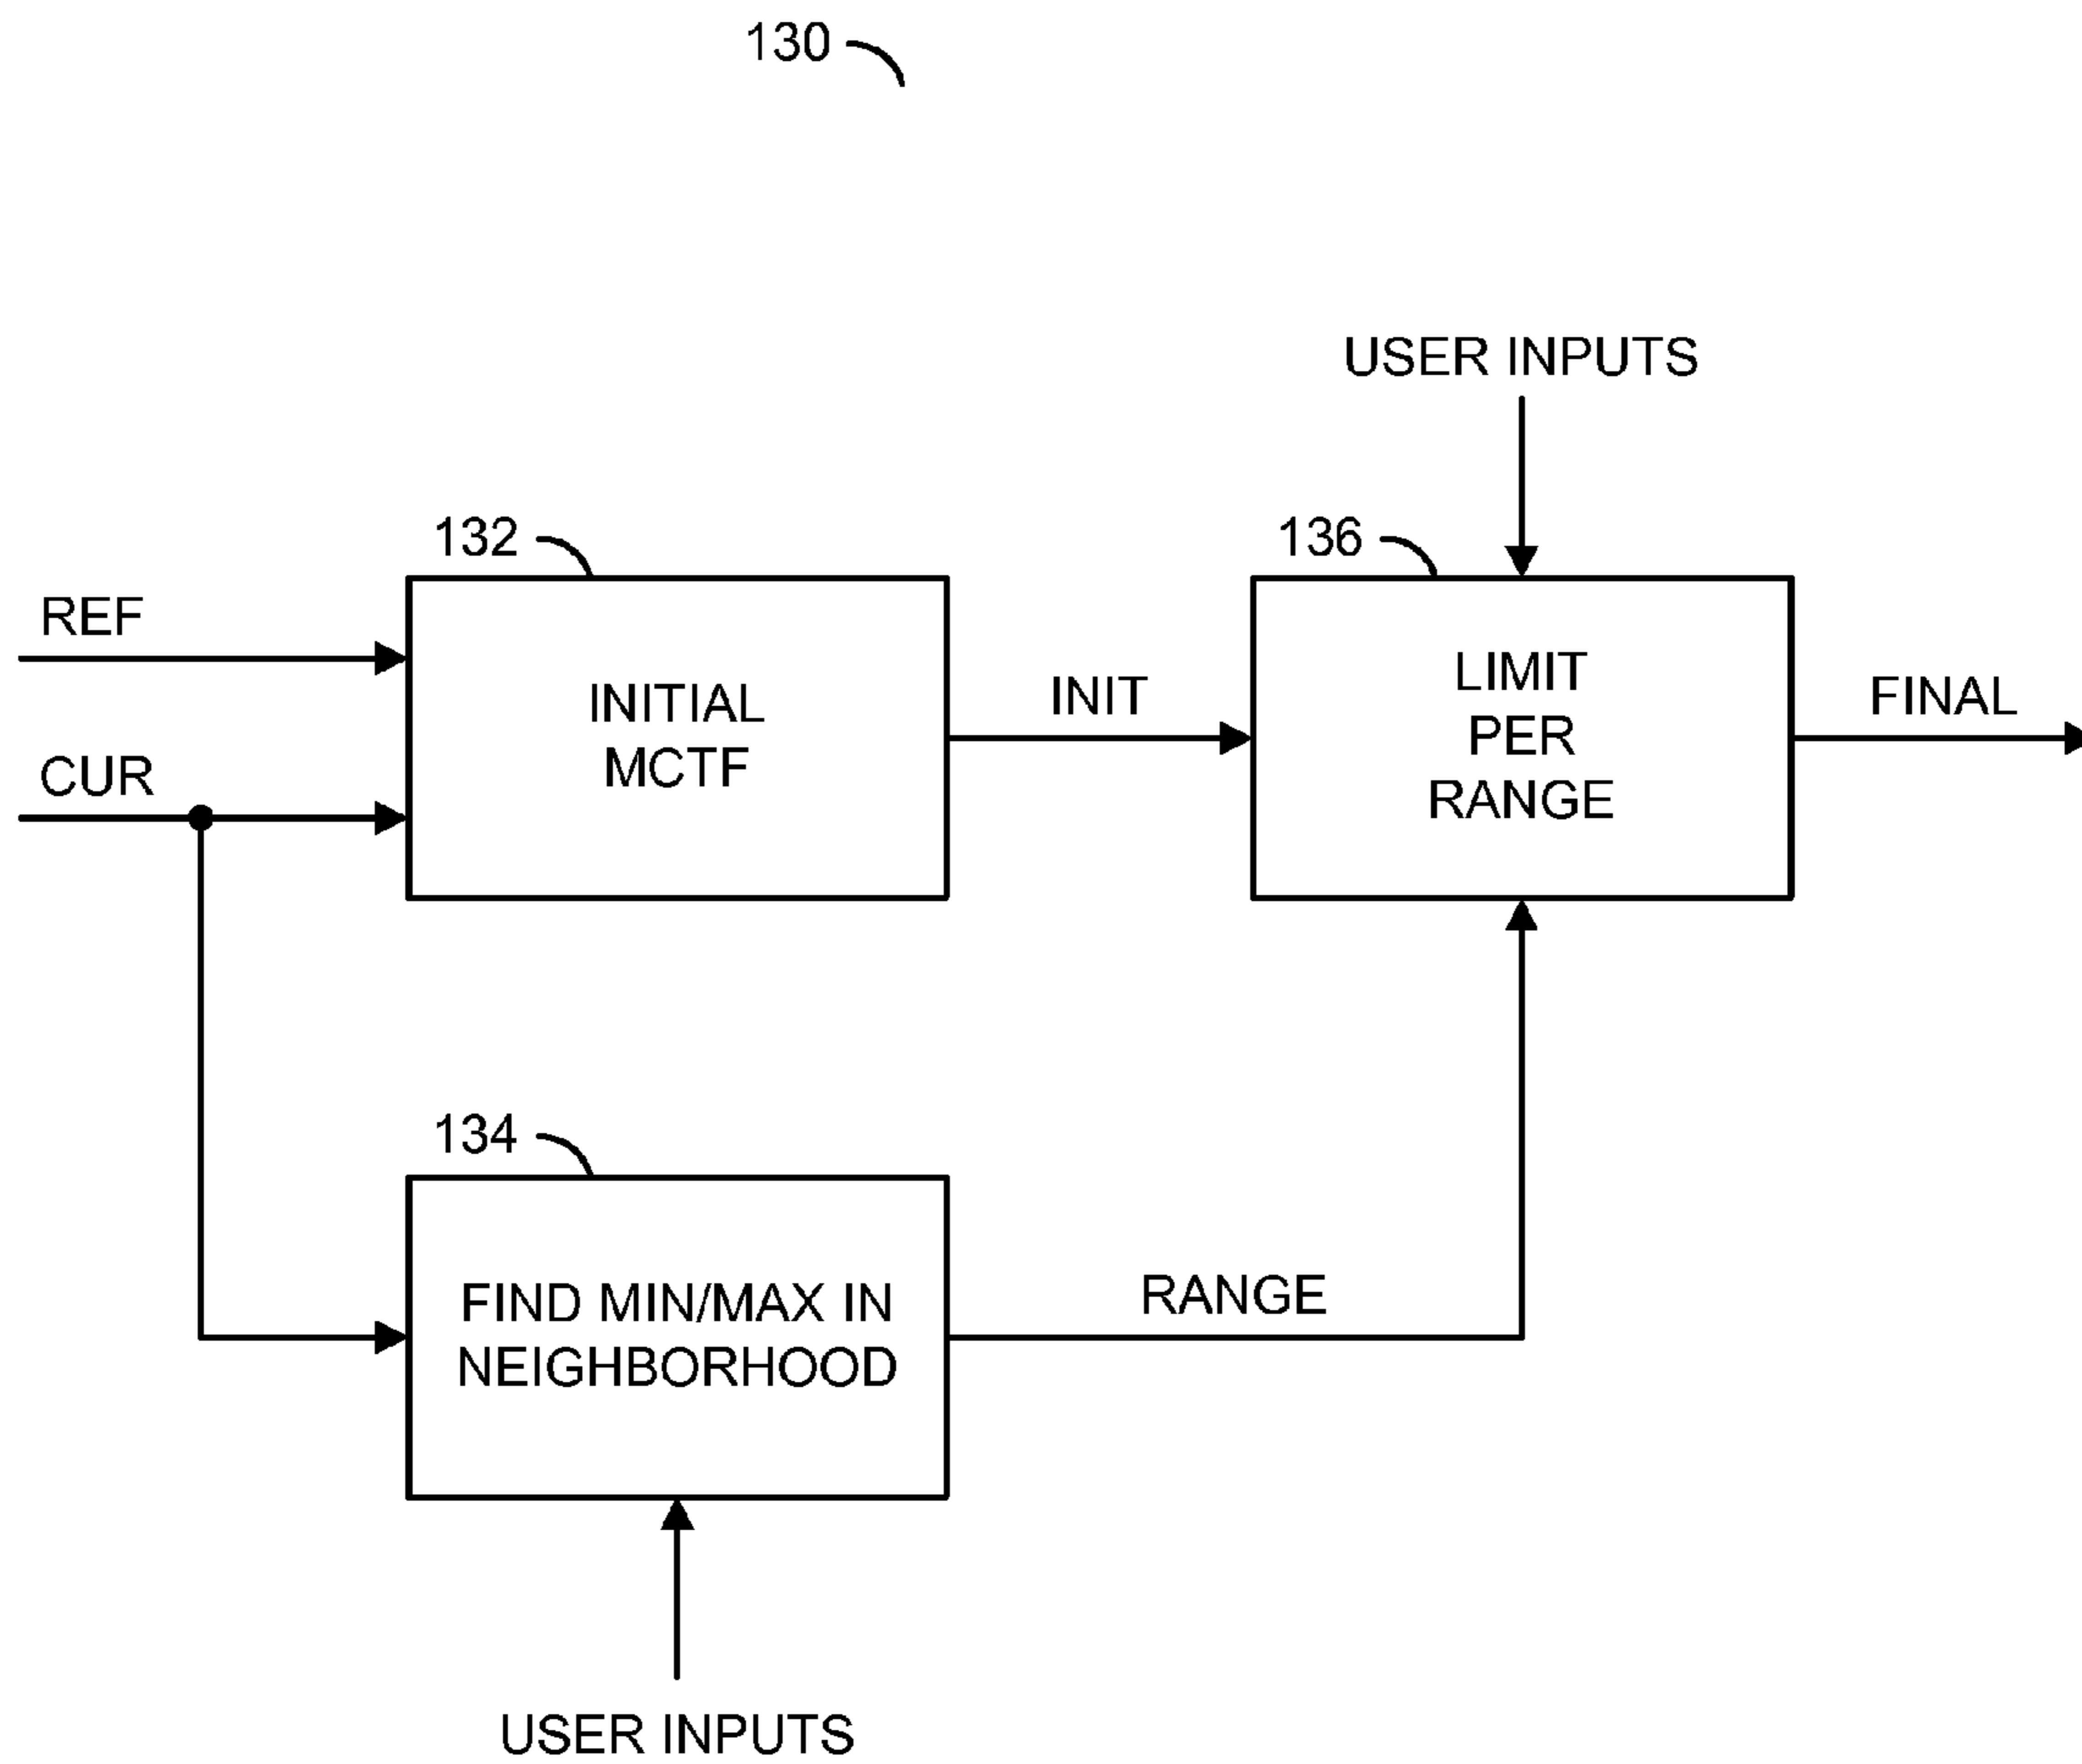 130
USER INPUTS
132
136
REF
INITIAL
MCTF
INIT
LIMIT
PER
RANGE
FINAL
CUR
134
FIND MIN/MAX IN
NEIGHBORHOOD
RANGE
USER INPUTS